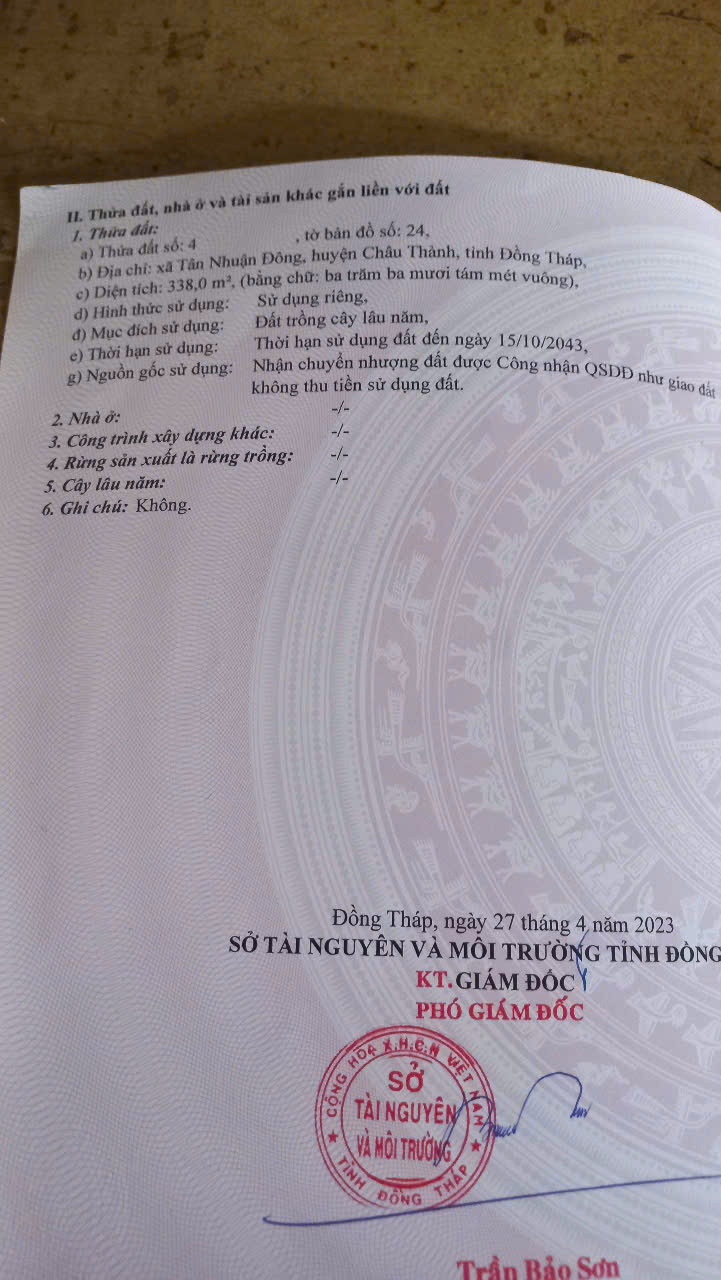 II. Thửa đất, nhà ở và tài sản khác gắn liền với đất
1. Thửa đất:
a) Thửa đất số: 4 , tờ bản đồ số: 24,
b) Địa chỉ: xã Tân Nhuận Đông, huyện Châu Thành, tỉnh Đồng Tháp,
c) Diện tích: 338,0 m², (bằng chữ: ba trăm ba mươi tám mét vuông),
d) Hình thức sử dụng: Sử dụng riêng,
đ) Mục đích sử dụng: Đất trồng cây lâu năm,
e) Thời hạn sử dụng: Thời hạn sử dụng đất đến ngày 15/10/2043,
g) Nguồn gốc sử dụng: Nhận chuyển nhượng đất được Công nhận QSDĐ như giao đất
không thu tiền sử dụng đất.
2. Nhà ở: -/-
3. Công trình xây dựng khác: -/-
4. Rừng sản xuất là rừng trồng: -/-
5. Cây lâu năm: -/-
6. Ghi chú: Không.
Đồng Tháp, ngày 27 tháng 4 năm 2023
SỞ TÀI NGUYÊN VÀ MÔI TRƯỜNG TỈNH ĐỒNG
KT. GIÁM ĐỐC
PHÓ GIÁM ĐỐC
CỘNG HOÀ X.H.C.N VIỆT NAM
SỞ
TÀI NGUYÊN
VÀ MÔI TRƯỜNG
TỈNH ĐỒNG THÁP
Trần Bảo Sơn